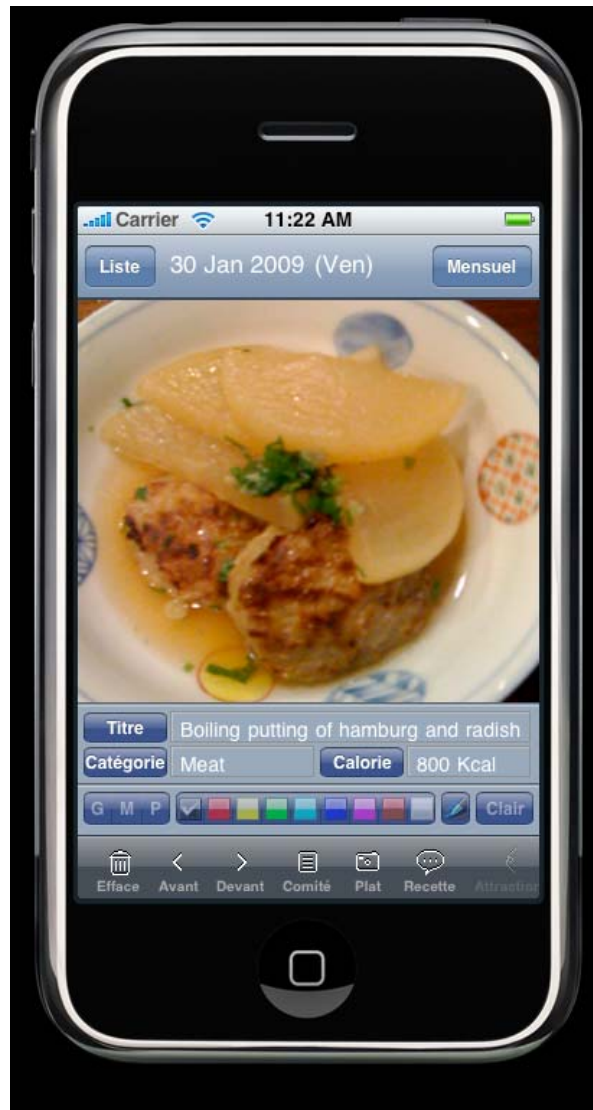 Carrier 11:22 AM
Liste 30 Jan 2009 (Ven) Mensuel
Titre Boiling putting of hamburg and radish
Catégorie Meat Calorie 800 Kcal
G M P Clair
Efface Avant Devant Comité Plat Recette Attraction